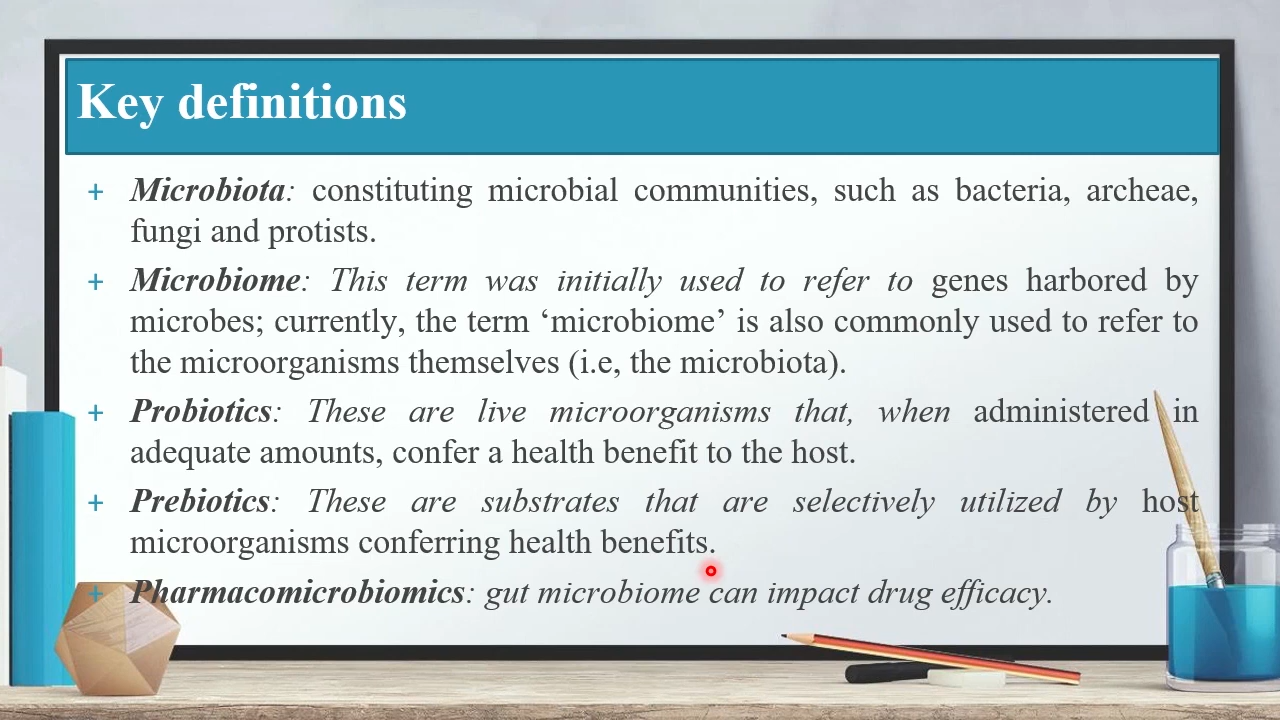 Key definitions
+ Microbiota: constituting microbial communities, such as bacteria, archeae,
fungi and protists.
+ Microbiome: This term was initially used to refer to genes harbored by
microbes; currently, the term ‘microbiome’ is also commonly used to refer to
the microorganisms themselves (i.e, the microbiota).
+ Probiotics: These are live microorganisms that, when administered in
adequate amounts, confer a health benefit to the host.
+ Prebiotics: These are substrates that are selectively utilized by host
microorganisms conferring health benefits.
+ Pharmacomicrobiomics: gut microbiome can impact drug efficacy.